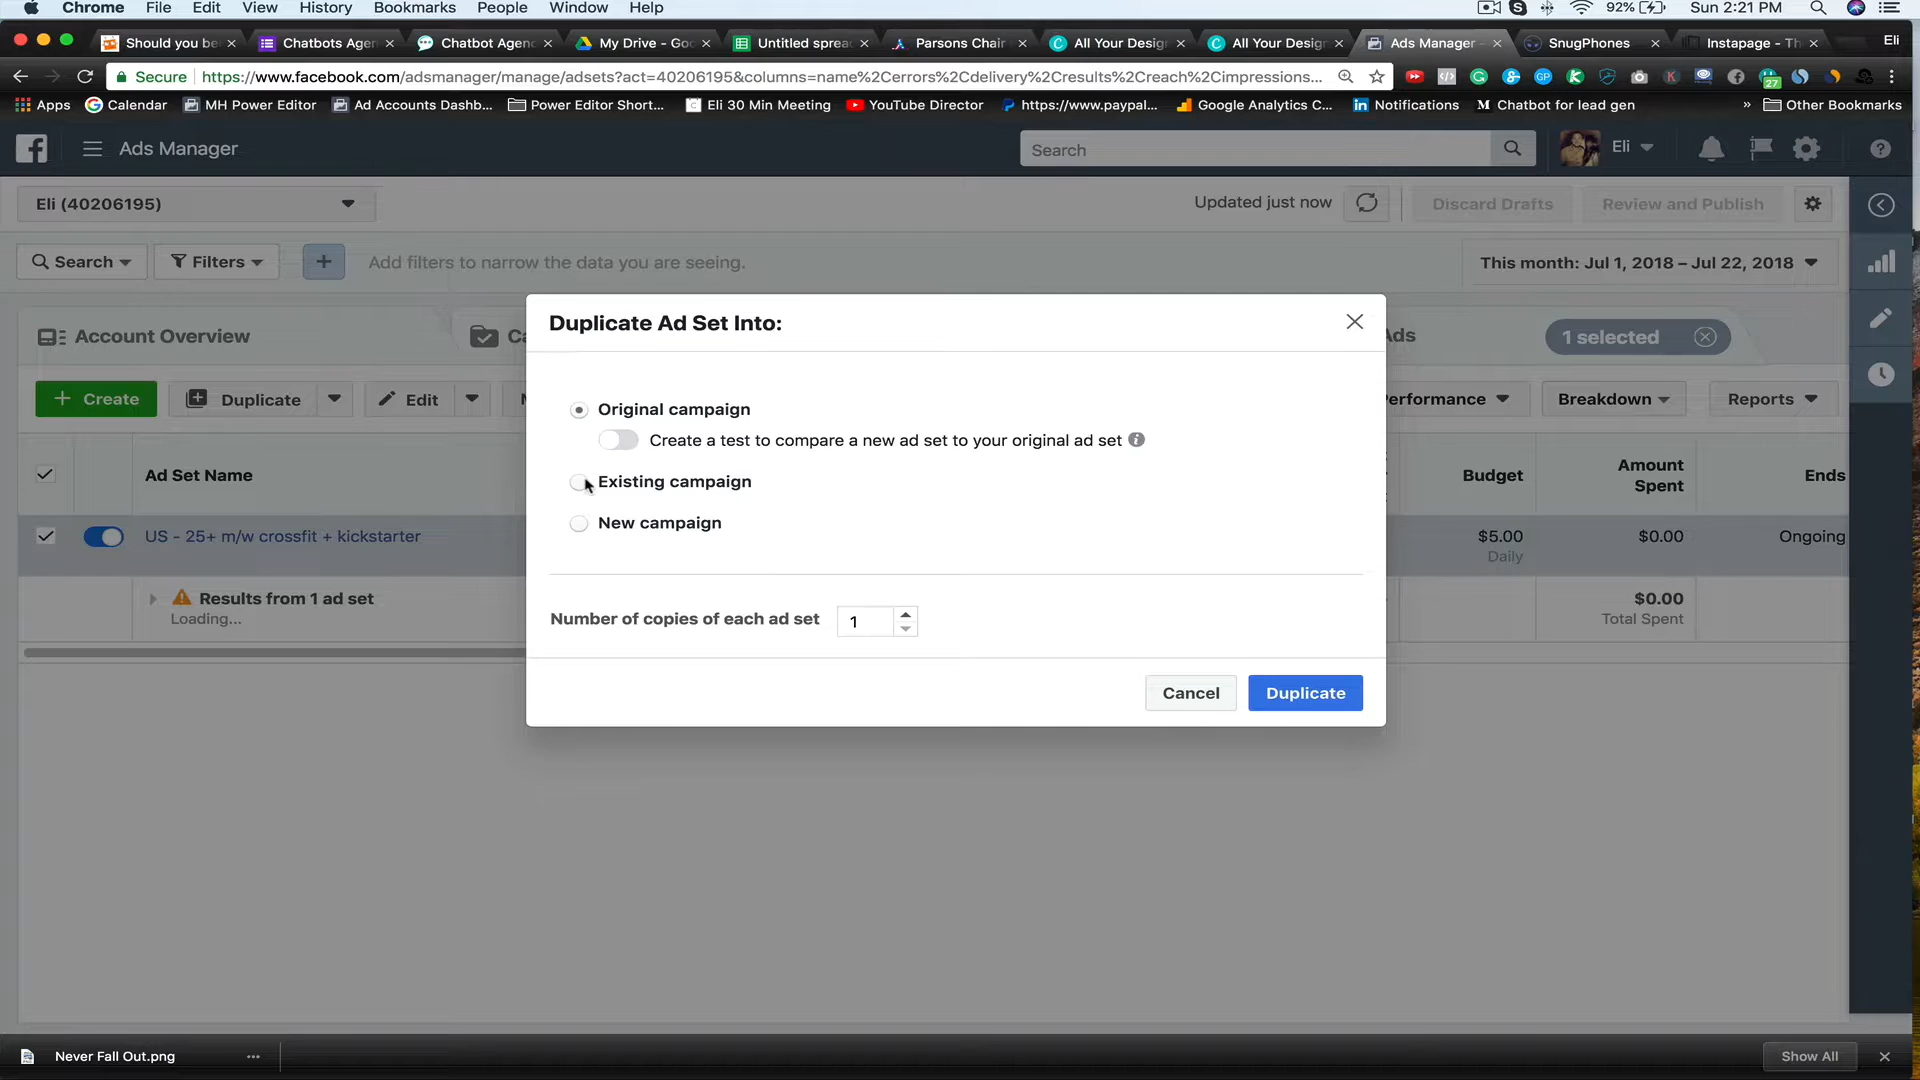 Chrome File Edit View History Bookmarks People Window Help 92% Sun 2:21 PM
Should you be Chatbots Agen Chatbot Agenc My Drive - Goo Untitled sprea Parsons Chair All Your Desig All Your Desig Ads Manager SnugPhones Instapage - Th Eli
Secure https://www.facebook.com/adsmanager/manage/adsets?act=40206195&columns=name%2Cerrors%2Cdelivery%2Cresults%2Creach%2Cimpressions...
Apps Calendar MH Power Editor Ad Accounts Dashb... Power Editor Short... Eli 30 Min Meeting YouTube Director https://www.paypal... Google Analytics C... Notifications Chatbot for lead gen » Other Bookmarks
Ads Manager Search Eli
Eli (40206195) Updated just now Discard Drafts Review and Publish
Search Filters + Add filters to narrow the data you are seeing. This month: Jul 1, 2018 – Jul 22, 2018
Duplicate Ad Set Into:
Account Overview Ca Ads 1 selected
+ Create Duplicate Edit Performance Breakdown Reports
Original campaign
Create a test to compare a new ad set to your original ad set
Ad Set Name Budget Amount Spent Ends
Existing campaign
New campaign
US - 25+ m/w crossfit + kickstarter $5.00 $0.00 Ongoing
Daily
Results from 1 ad set $0.00
Loading... Total Spent
Number of copies of each ad set 1
Cancel Duplicate
Never Fall Out.png ... Show All